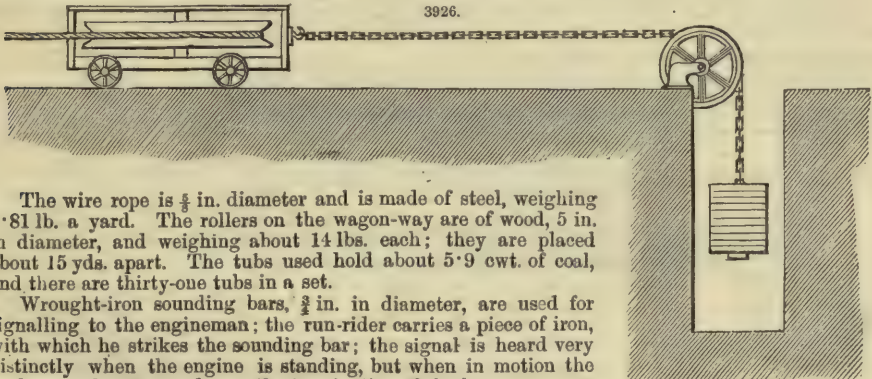 3926.
The wire rope is ⅝ in. diameter and is made of steel, weighing
·81 lb. a yard. The rollers on the wagon-way are of wood, 5 in.
n diameter, and weighing about 14 lbs. each; they are placed
bout 15 yds. apart. The tubs used hold about 5·9 cwt. of coal,
nd there are thirty-one tubs in a set.
Wrought-iron sounding bars, ¾ in. in diameter, are used for
ignalling to the engineman; the run-rider carries a piece of iron,
ith which he strikes the sounding bar; the signal is heard very
istinctly when the engine is standing, but when in motion the